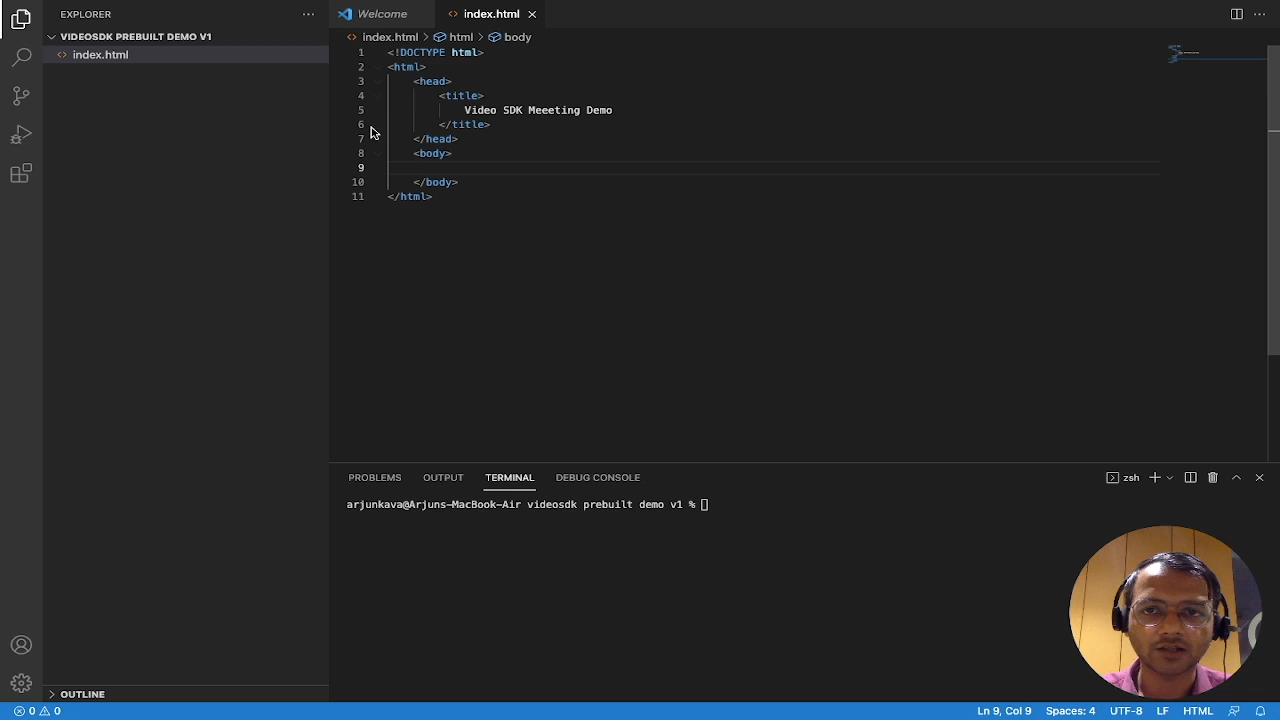 EXPLORER
VIDEOSDK PREBUILT DEMO V1
index.html
OUTLINE
Welcome
index.html
index.html > html > body
1 <!DOCTYPE html>
2 <html>
3 <head>
4 <title>
5 Video SDK Meeeting Demo
6 </title>
7 </head>
8 <body>
9
10 </body>
11 </html>
PROBLEMS OUTPUT TERMINAL DEBUG CONSOLE
zsh
arjunkava@Arjuns-MacBook-Air videosdk prebuilt demo v1 %
0 0
Ln 9, Col 9 Spaces: 4 UTF-8 LF HTML